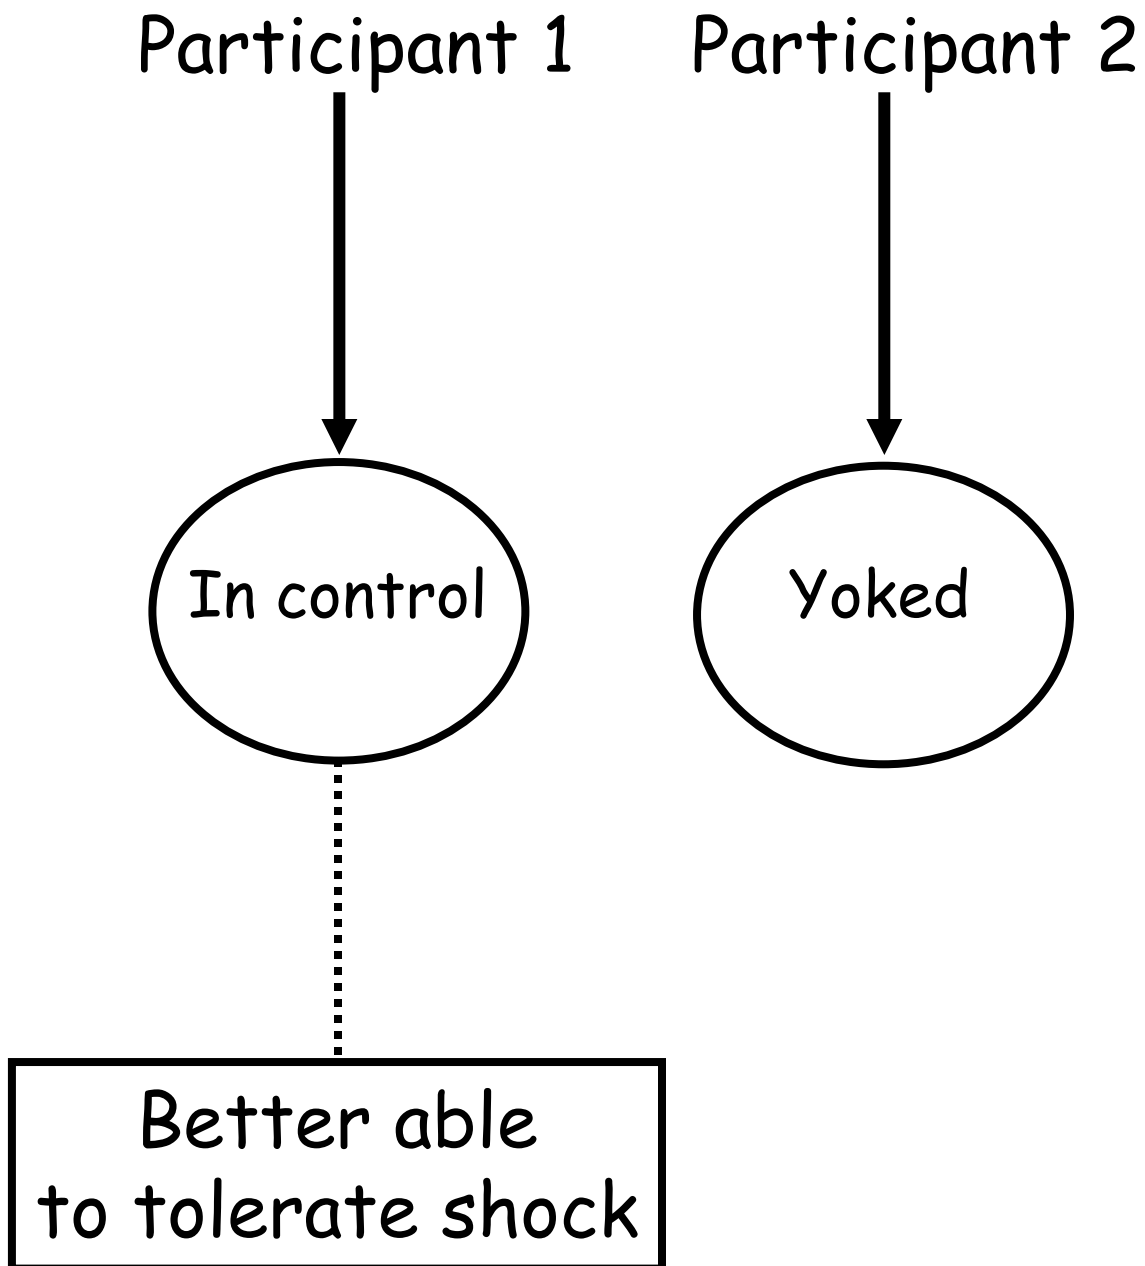 Participant 1
Participant 2
In control
Yoked
Better able
to tolerate shock